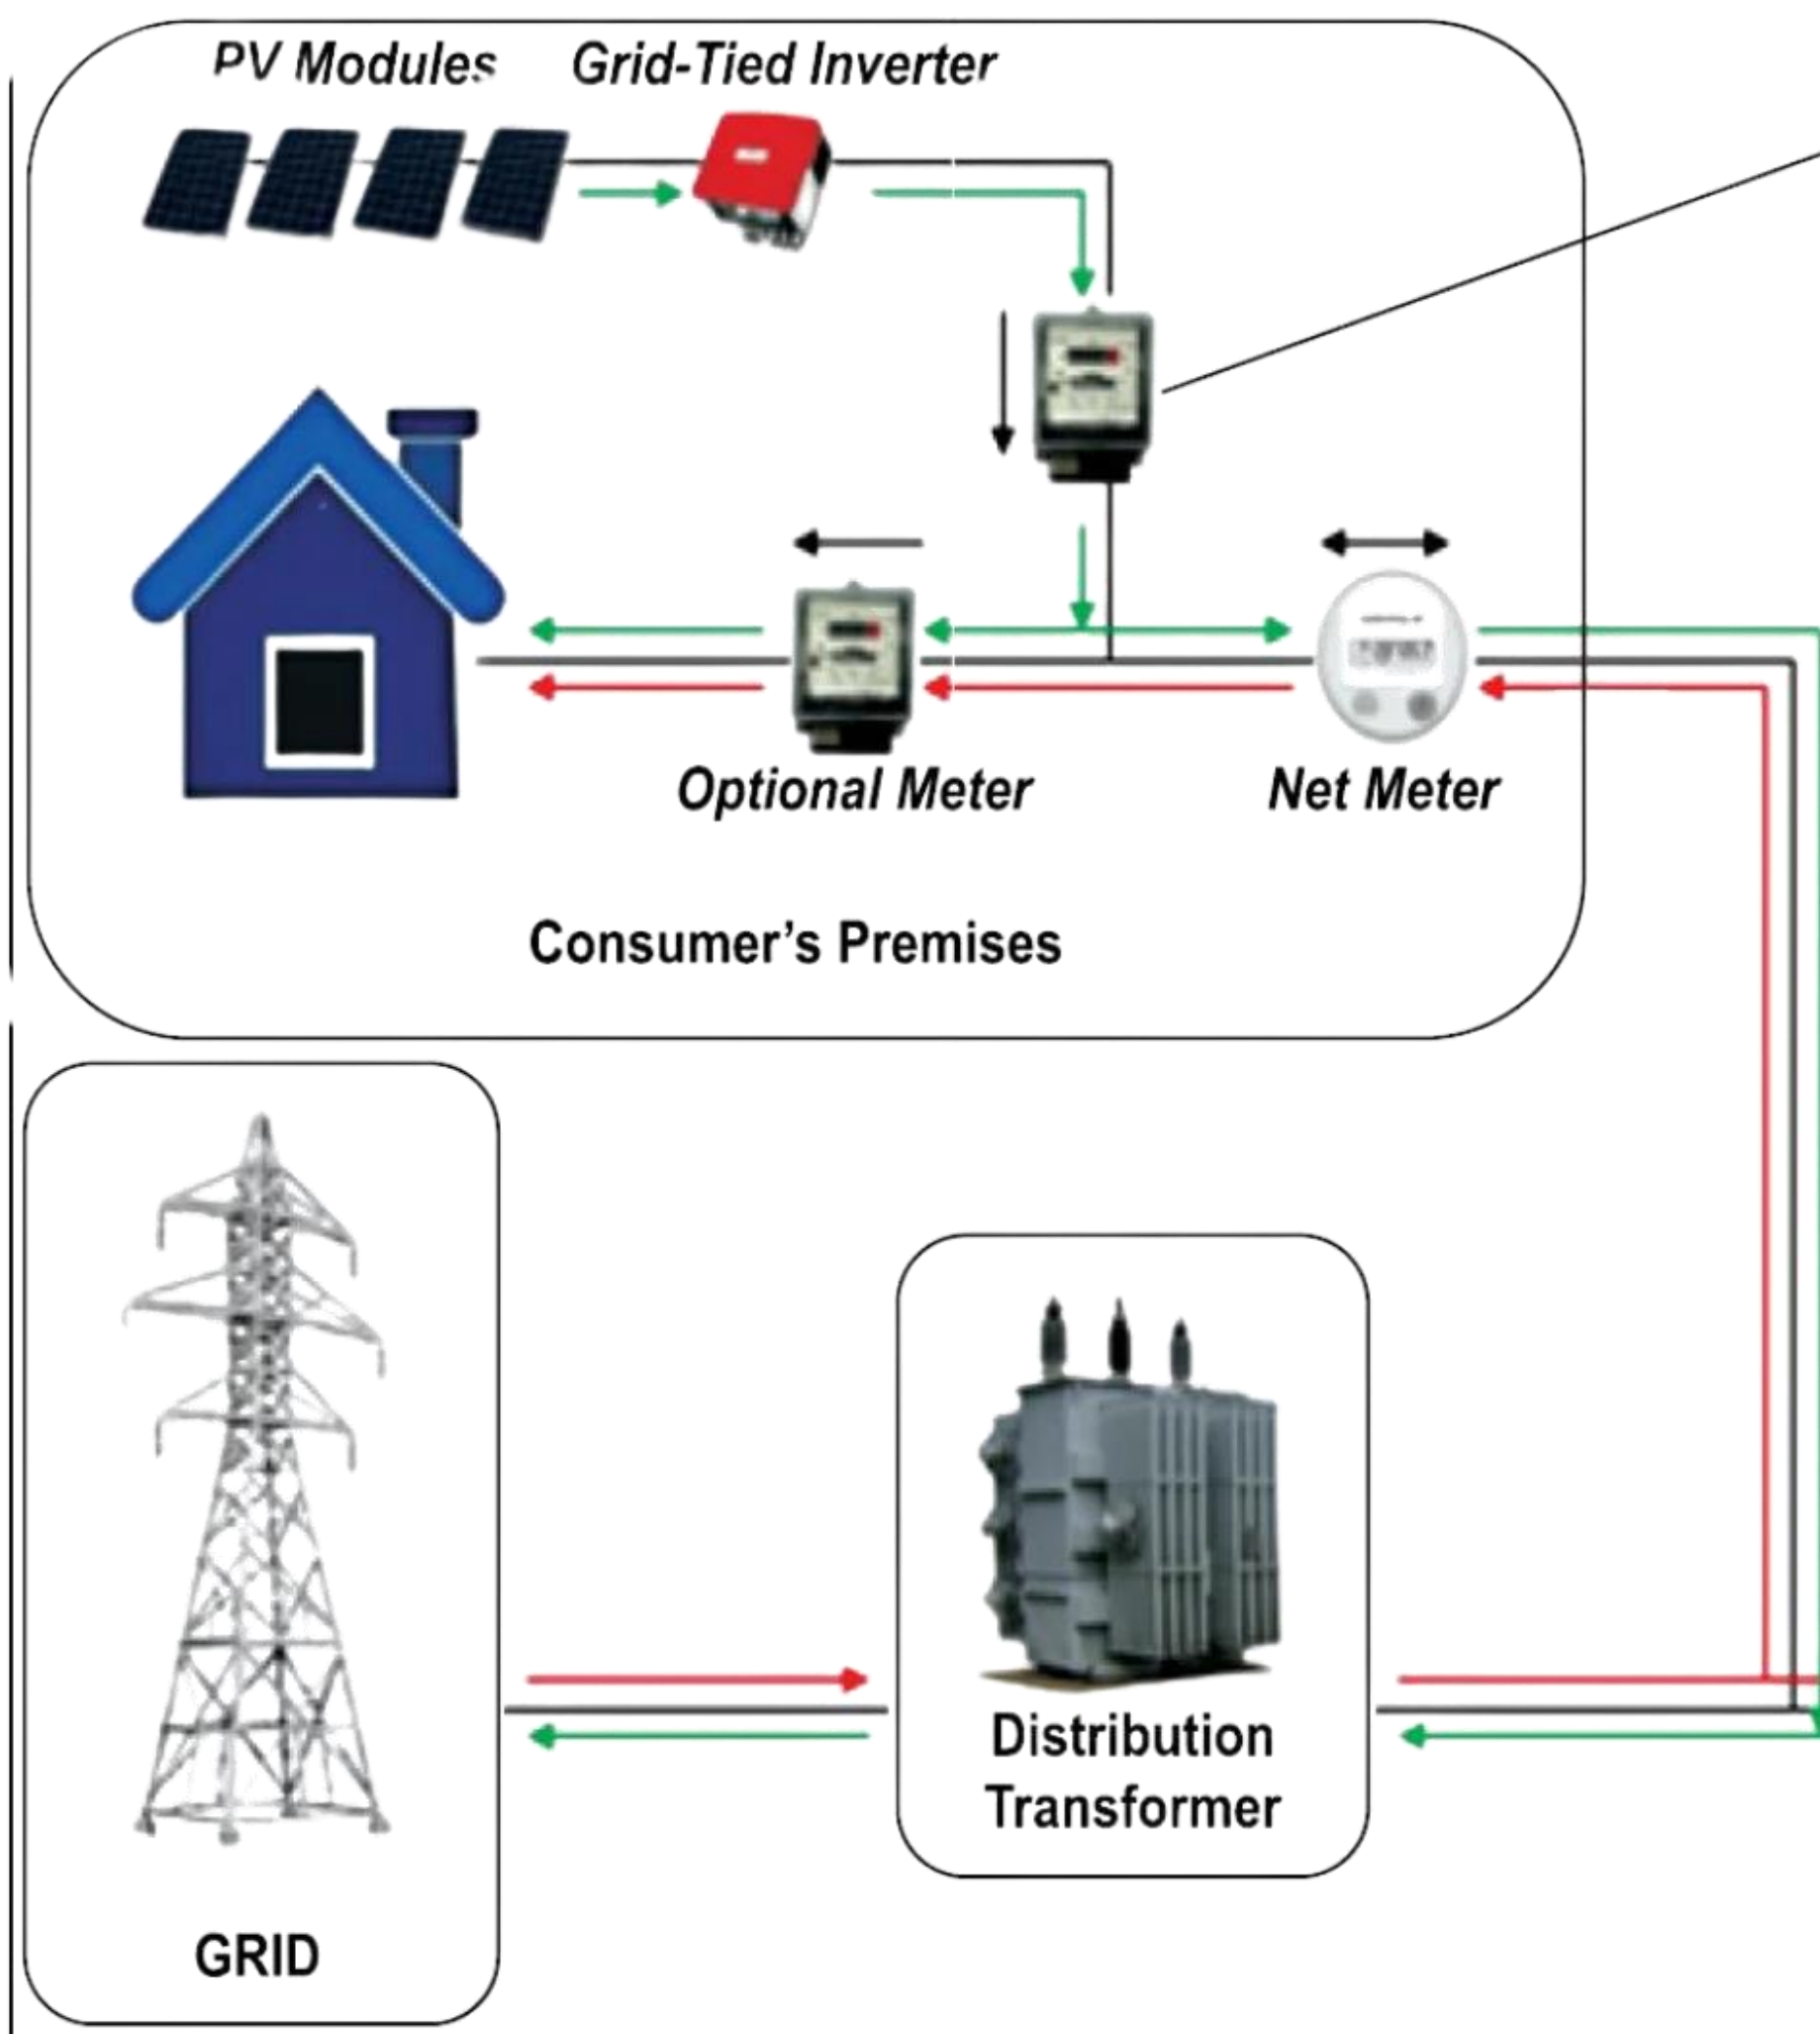 PV Modules Grid-Tied Inverter
Optional Meter Net Meter
Consumer's Premises
Distribution
Transformer
GRID